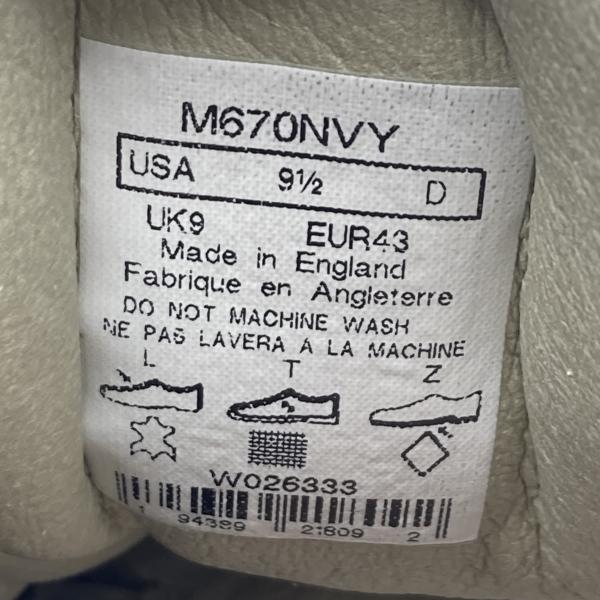 M670NVY
USA 9½ D
UK9 EUR43
Made in England
Fabrique en Angleterre
DO NOT MACHINE WASH
NE PAS LAVERA A LA MACHINE
L T Z
W026333
2